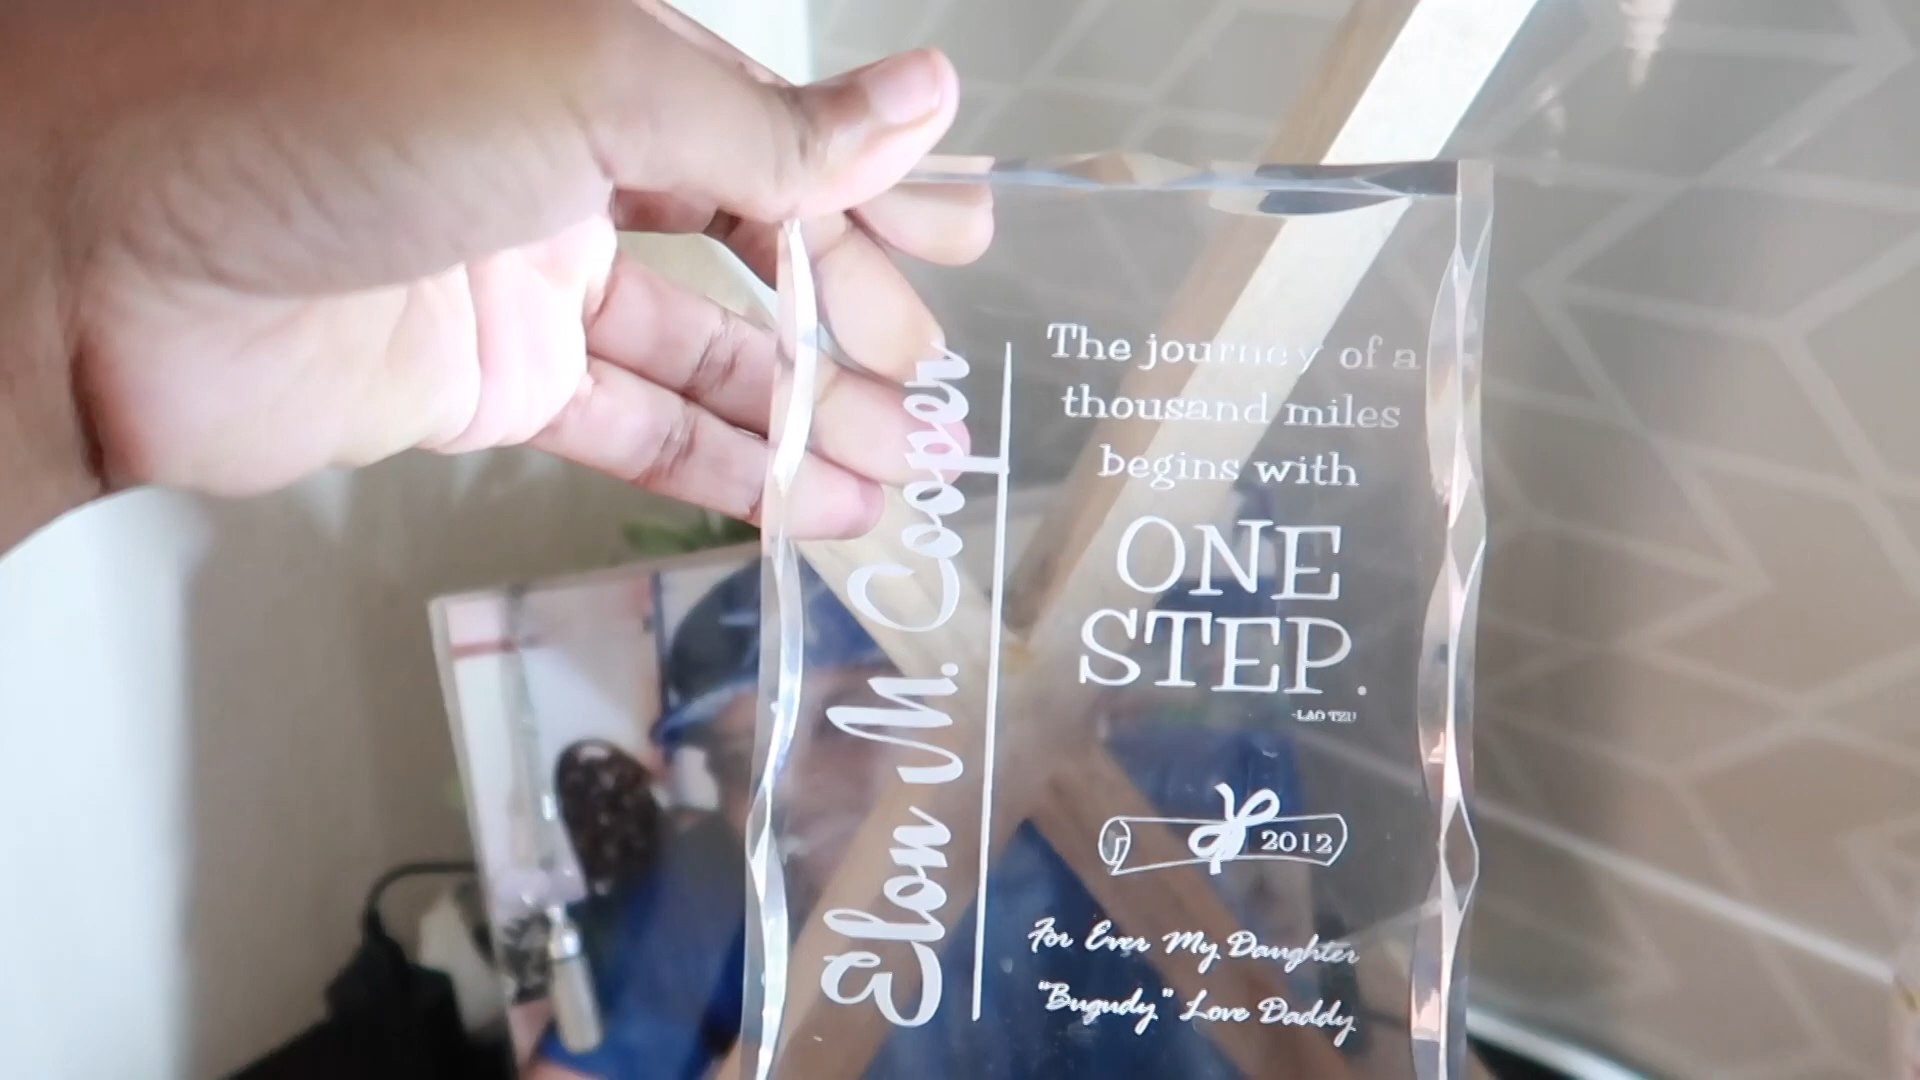 Elon M. Cooper
The journey of a
thousand miles
begins with
ONE
STEP.
-LAO TZU
2012
For Ever My Daughter
"Bugudy" Love Daddy